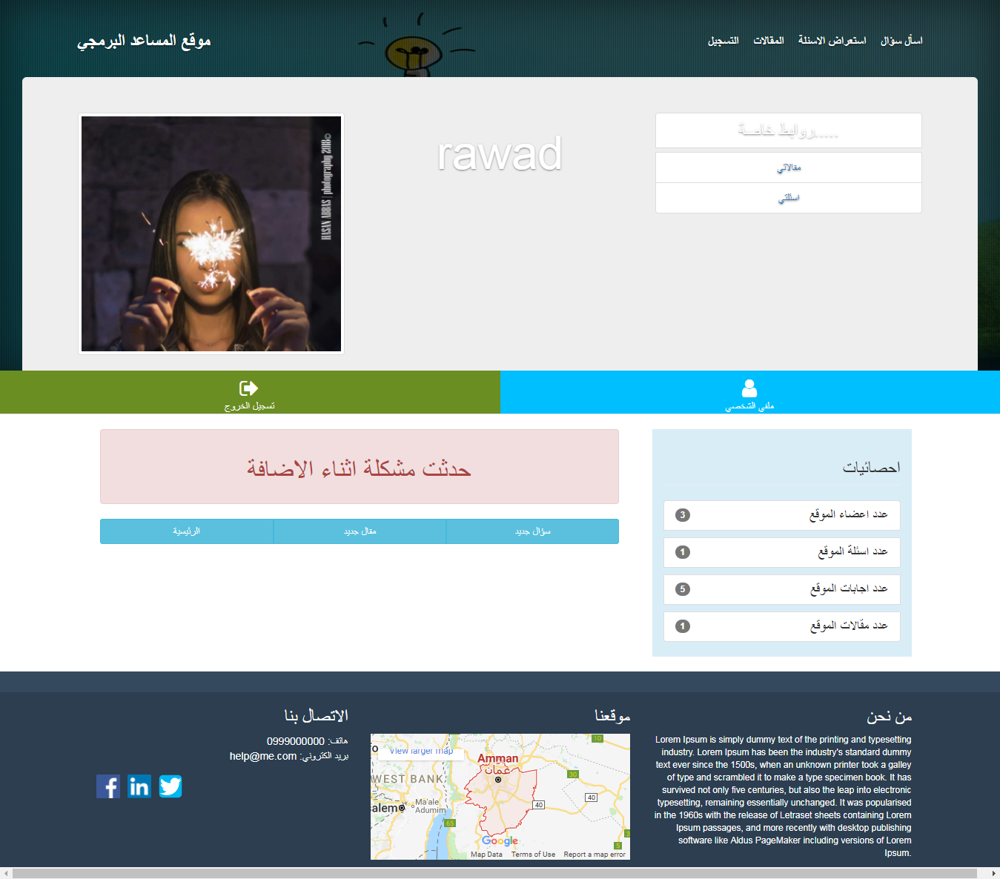 موقع المساعد البرمجي
اسأل سؤال
استعراض الاسئلة
المقالات
التسجيل
HASAN ABBAS | photography 2018©
rawad
روابط خاصة.....
مقالاتي
اسئلتي
ملفي الشخصي
تسجيل الخروج
حدثت مشكلة اثناء الاضافة
سؤال جديد
مقال جديد
الرئيسية
احصائيات
عدد اعضاء الموقع 3
عدد اسئلة الموقع 1
عدد اجابات الموقع 5
عدد مقالات الموقع 1
من نحن
Lorem Ipsum is simply dummy text of the printing and typesetting
industry. Lorem Ipsum has been the industry's standard dummy
text ever since the 1500s, when an unknown printer took a galley
of type and scrambled it to make a type specimen book. It has
survived not only five centuries, but also the leap into electronic
typesetting, remaining essentially unchanged. It was popularised
in the 1960s with the release of Letraset sheets containing Lorem
Ipsum passages, and more recently with desktop publishing
software like Aldus PageMaker including versions of Lorem
Ipsum.
موقعنا
View larger map
10
Amman
عمان
30
WEST BANK
40
40
Ma'ale
Adumim
salem
65
5
Google
Map Data
Terms of Use
Report a map error
الاتصال بنا
هاتف: 0999000000
بريد الكتروني: help@me.com